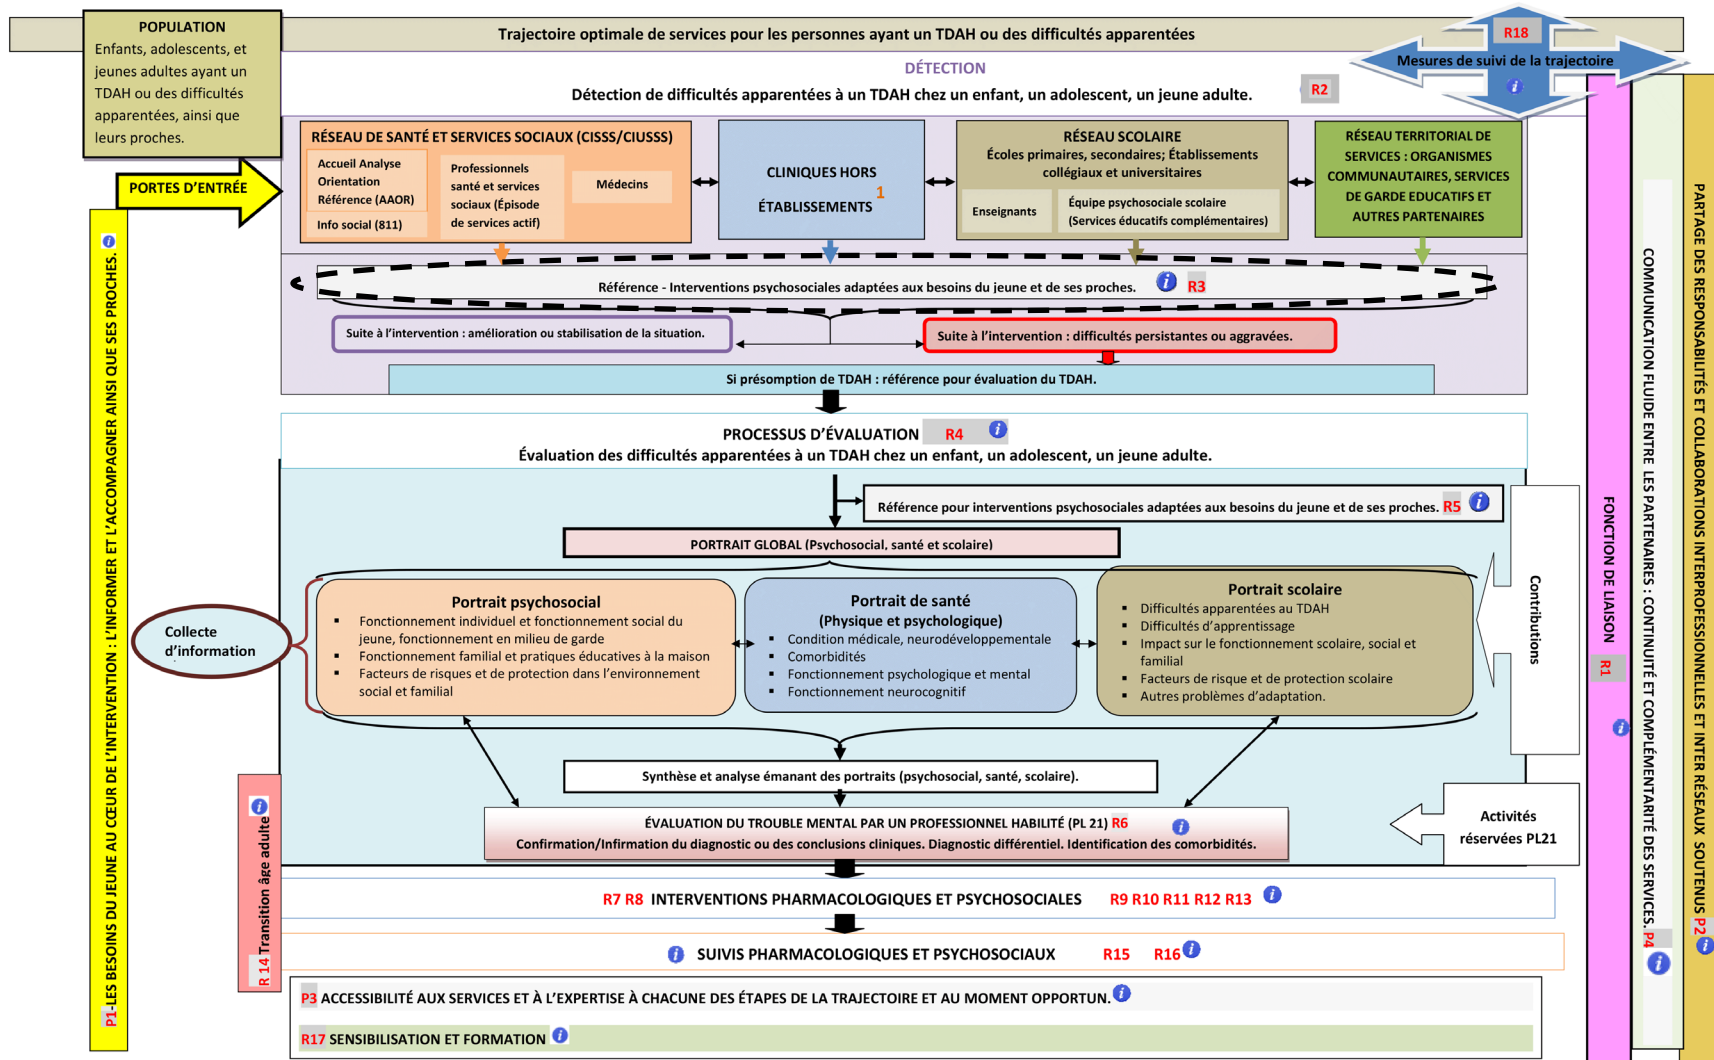 POPULATION
Enfants, adolescents, et
jeunes adultes ayant un
TDAH ou des difficultés
apparentées, ainsi que
leurs proches.
Trajectoire optimale de services pour les personnes ayant un TDAH ou des difficultés apparentées
R18
Mesures de suivi de la trajectoire
i
DÉTECTION
Détection de difficultés apparentées à un TDAH chez un enfant, un adolescent, un jeune adulte.
R2
PORTES D'ENTRÉE
RÉSEAU DE SANTÉ ET SERVICES SOCIAUX (CISSS/CIUSSS)
Accueil Analyse
Orientation
Référence (AAOR)
Info social (811)
Professionnels
santé et services
sociaux (Épisode
de services actif)
Médecins
CLINIQUES HORS
ÉTABLISSEMENTS 1
RÉSEAU SCOLAIRE
Écoles primaires, secondaires; Établissements
collégiaux et universitaires
Enseignants
Équipe psychosociale scolaire
(Services éducatifs complémentaires)
RÉSEAU TERRITORIAL DE
SERVICES : ORGANISMES
COMMUNAUTAIRES, SERVICES
DE GARDE EDUCATIFS ET
AUTRES PARTENAIRES
Référence - Interventions psychosociales adaptées aux besoins du jeune et de ses proches. i R3
Suite à l'intervention : amélioration ou stabilisation de la situation.
Suite à l'intervention : difficultés persistantes ou aggravées.
Si présomption de TDAH : référence pour évaluation du TDAH.
PROCESSUS D'ÉVALUATION R4 i
Évaluation des difficultés apparentées à un TDAH chez un enfant, un adolescent, un jeune adulte.
Référence pour interventions psychosociales adaptées aux besoins du jeune et de ses proches. R5 i
PORTRAIT GLOBAL (Psychosocial, santé et scolaire)
Collecte
d'information
Portrait psychosocial
▪ Fonctionnement individuel et fonctionnement social du
jeune, fonctionnement en milieu de garde
▪ Fonctionnement familial et pratiques éducatives à la maison
▪ Facteurs de risques et de protection dans l'environnement
social et familial
Portrait de santé
(Physique et psychologique)
▪ Condition médicale, neurodéveloppementale
▪ Comorbidités
▪ Fonctionnement psychologique et mental
▪ Fonctionnement neurocognitif
Portrait scolaire
▪ Difficultés apparentées au TDAH
▪ Difficultés d'apprentissage
▪ Impact sur le fonctionnement scolaire, social et
familial
▪ Facteurs de risque et de protection scolaire
▪ Autres problèmes d'adaptation.
Contributions
Synthèse et analyse émanant des portraits (psychosocial, santé, scolaire).
ÉVALUATION DU TROUBLE MENTAL PAR UN PROFESSIONNEL HABILITÉ (PL 21) R6 i
Confirmation/Infirmation du diagnostic ou des conclusions cliniques. Diagnostic différentiel. Identification des comorbidités.
Activités
réservées PL21
R7 R8 INTERVENTIONS PHARMACOLOGIQUES ET PSYCHOSOCIALES R9 R10 R11 R12 R13 i
i SUIVIS PHARMACOLOGIQUES ET PSYCHOSOCIAUX R15 R16 i
P3 ACCESSIBILITÉ AUX SERVICES ET À L'EXPERTISE À CHACUNE DES ÉTAPES DE LA TRAJECTOIRE ET AU MOMENT OPPORTUN. i
R17 SENSIBILISATION ET FORMATION i
P1-LES BESOINS DU JEUNE AU CŒUR DE L'INTERVENTION : L'INFORMER ET L'ACCOMPAGNER AINSI QUE SES PROCHES. i
R 14 Transition âge adulte i
FONCTION DE LIAISON R1 i
COMMUNICATION FLUIDE ENTRE LES PARTENAIRES : CONTINUITÉ ET COMPLÉMENTARITÉ DES SERVICES. P4 i
PARTAGE DES RESPONSABILITÉS ET COLLABORATIONS INTERPROFESSIONNELLES ET INTER RÉSEAUX SOUTENUS P2 i